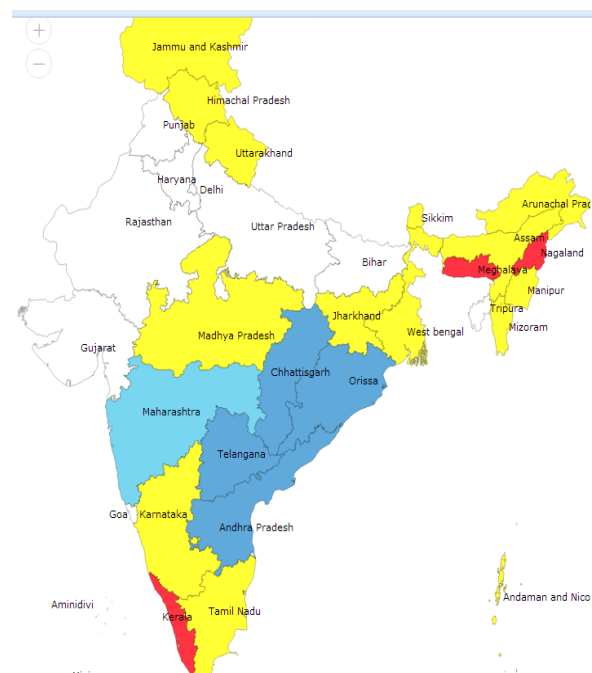 +
Jammu and Kashmir
−
Himachal Pradesh
Punjab
Uttarakhand
Haryana
Delhi
Arunachal Prad
Rajasthan
Sikkim
Uttar Pradesh
Assam
Nagaland
Bihar
Meghalaya
Manipur
Tripura
Jharkhand
Mizoram
West bengal
Madhya Pradesh
Gujarat
Chhattisgarh
Orissa
Maharashtra
Telangana
Goa
Karnataka
Andhra Pradesh
Andaman and Nico
Aminidivi
Tamil Nadu
Kerala